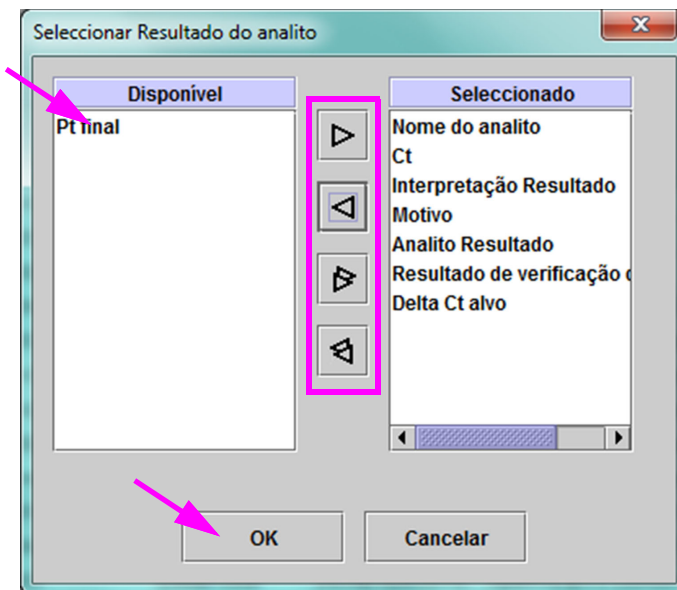 Seleccionar Resultado do analito
Disponível
Pt final
Seleccionado
Nome do analito
Ct
Interpretação Resultado
Motivo
Analito Resultado
Resultado de verificação
Delta Ct alvo
OK
Cancelar